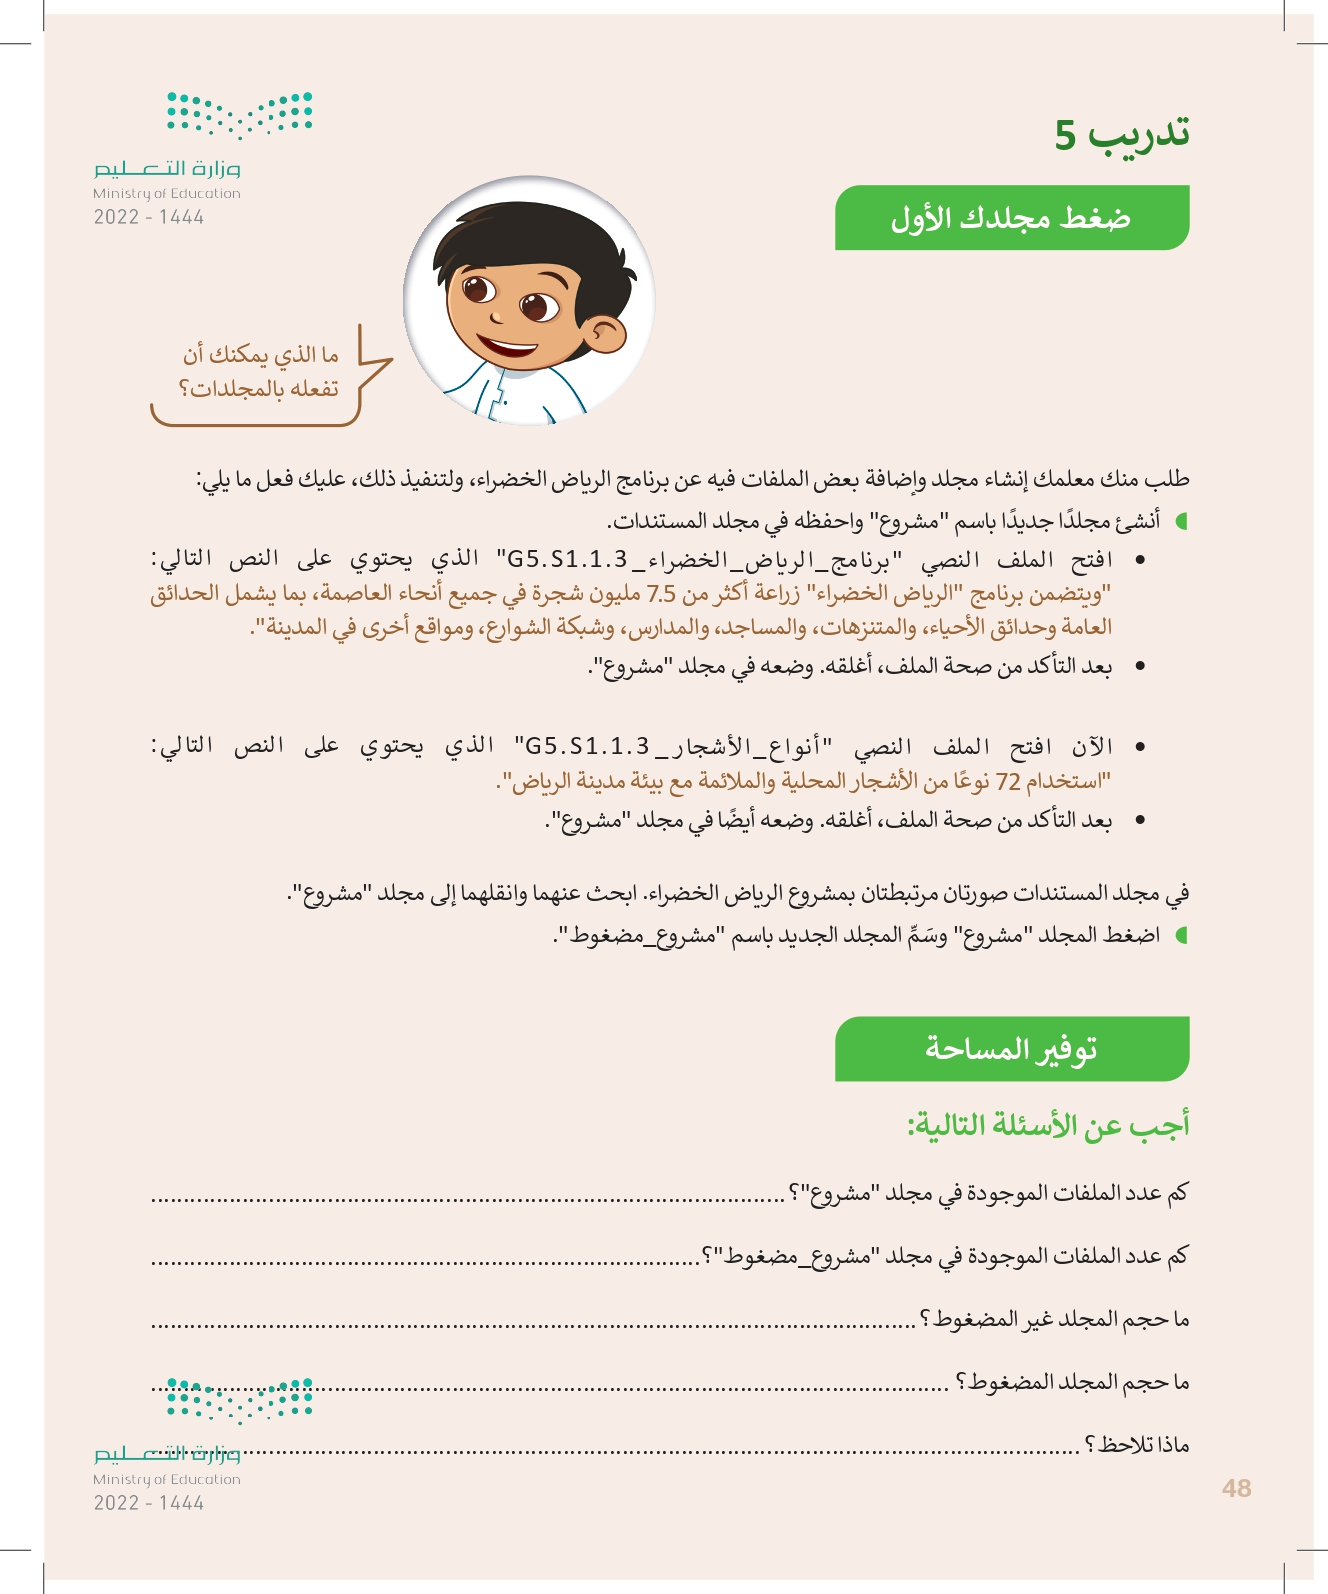 وزارة التـعـليم
Ministry of Education
2022 - 1444
تدريب 5
ضغط مجلدك الأول
ما الذي يمكنك أن
تفعله بالمجلدات؟
طلب منك معلمك إنشاء مجلد وإضافة بعض الملفات فيه عن برنامج الرياض الخضراء، ولتنفيذ ذلك، عليك فعل ما يلي:
أنشئ مجلدًا جديدًا باسم "مشروع" واحفظه في مجلد المستندات.
• افتح الملف النصي "برنامج_الرياض_الخضراء_G5.S1.1.3" الذي يحتوي على النص التالي:
"ويتضمن برنامج "الرياض الخضراء" زراعة أكثر من 7.5 مليون شجرة في جميع أنحاء العاصمة، بما يشمل الحدائق
العامة وحدائق الأحياء، والمتنزهات، والمساجد، والمدارس، وشبكة الشوارع، ومواقع أخرى في المدينة".
• بعد التأكد من صحة الملف، أغلقه. وضعه في مجلد "مشروع".
• الآن افتح الملف النصي "أنواع_الأشجار_G5.S1.1.3" الذي يحتوي على النص التالي:
"استخدام 72 نوعًا من الأشجار المحلية والملائمة مع بيئة مدينة الرياض".
• بعد التأكد من صحة الملف، أغلقه. وضعه أيضًا في مجلد "مشروع".
في مجلد المستندات صورتان مرتبطتان بمشروع الرياض الخضراء. ابحث عنهما وانقلهما إلى مجلد "مشروع".
اضغط المجلد "مشروع" وسَمِّ المجلد الجديد باسم "مشروع_مضغوط".
توفير المساحة
أجب عن الأسئلة التالية:
كم عدد الملفات الموجودة في مجلد "مشروع"؟
كم عدد الملفات الموجودة في مجلد "مشروع_مضغوط"؟
ما حجم المجلد غير المضغوط؟
ما حجم المجلد المضغوط؟
ماذا تلاحظ؟
وزارة التـعـليم
Ministry of Education
2022 - 1444
48